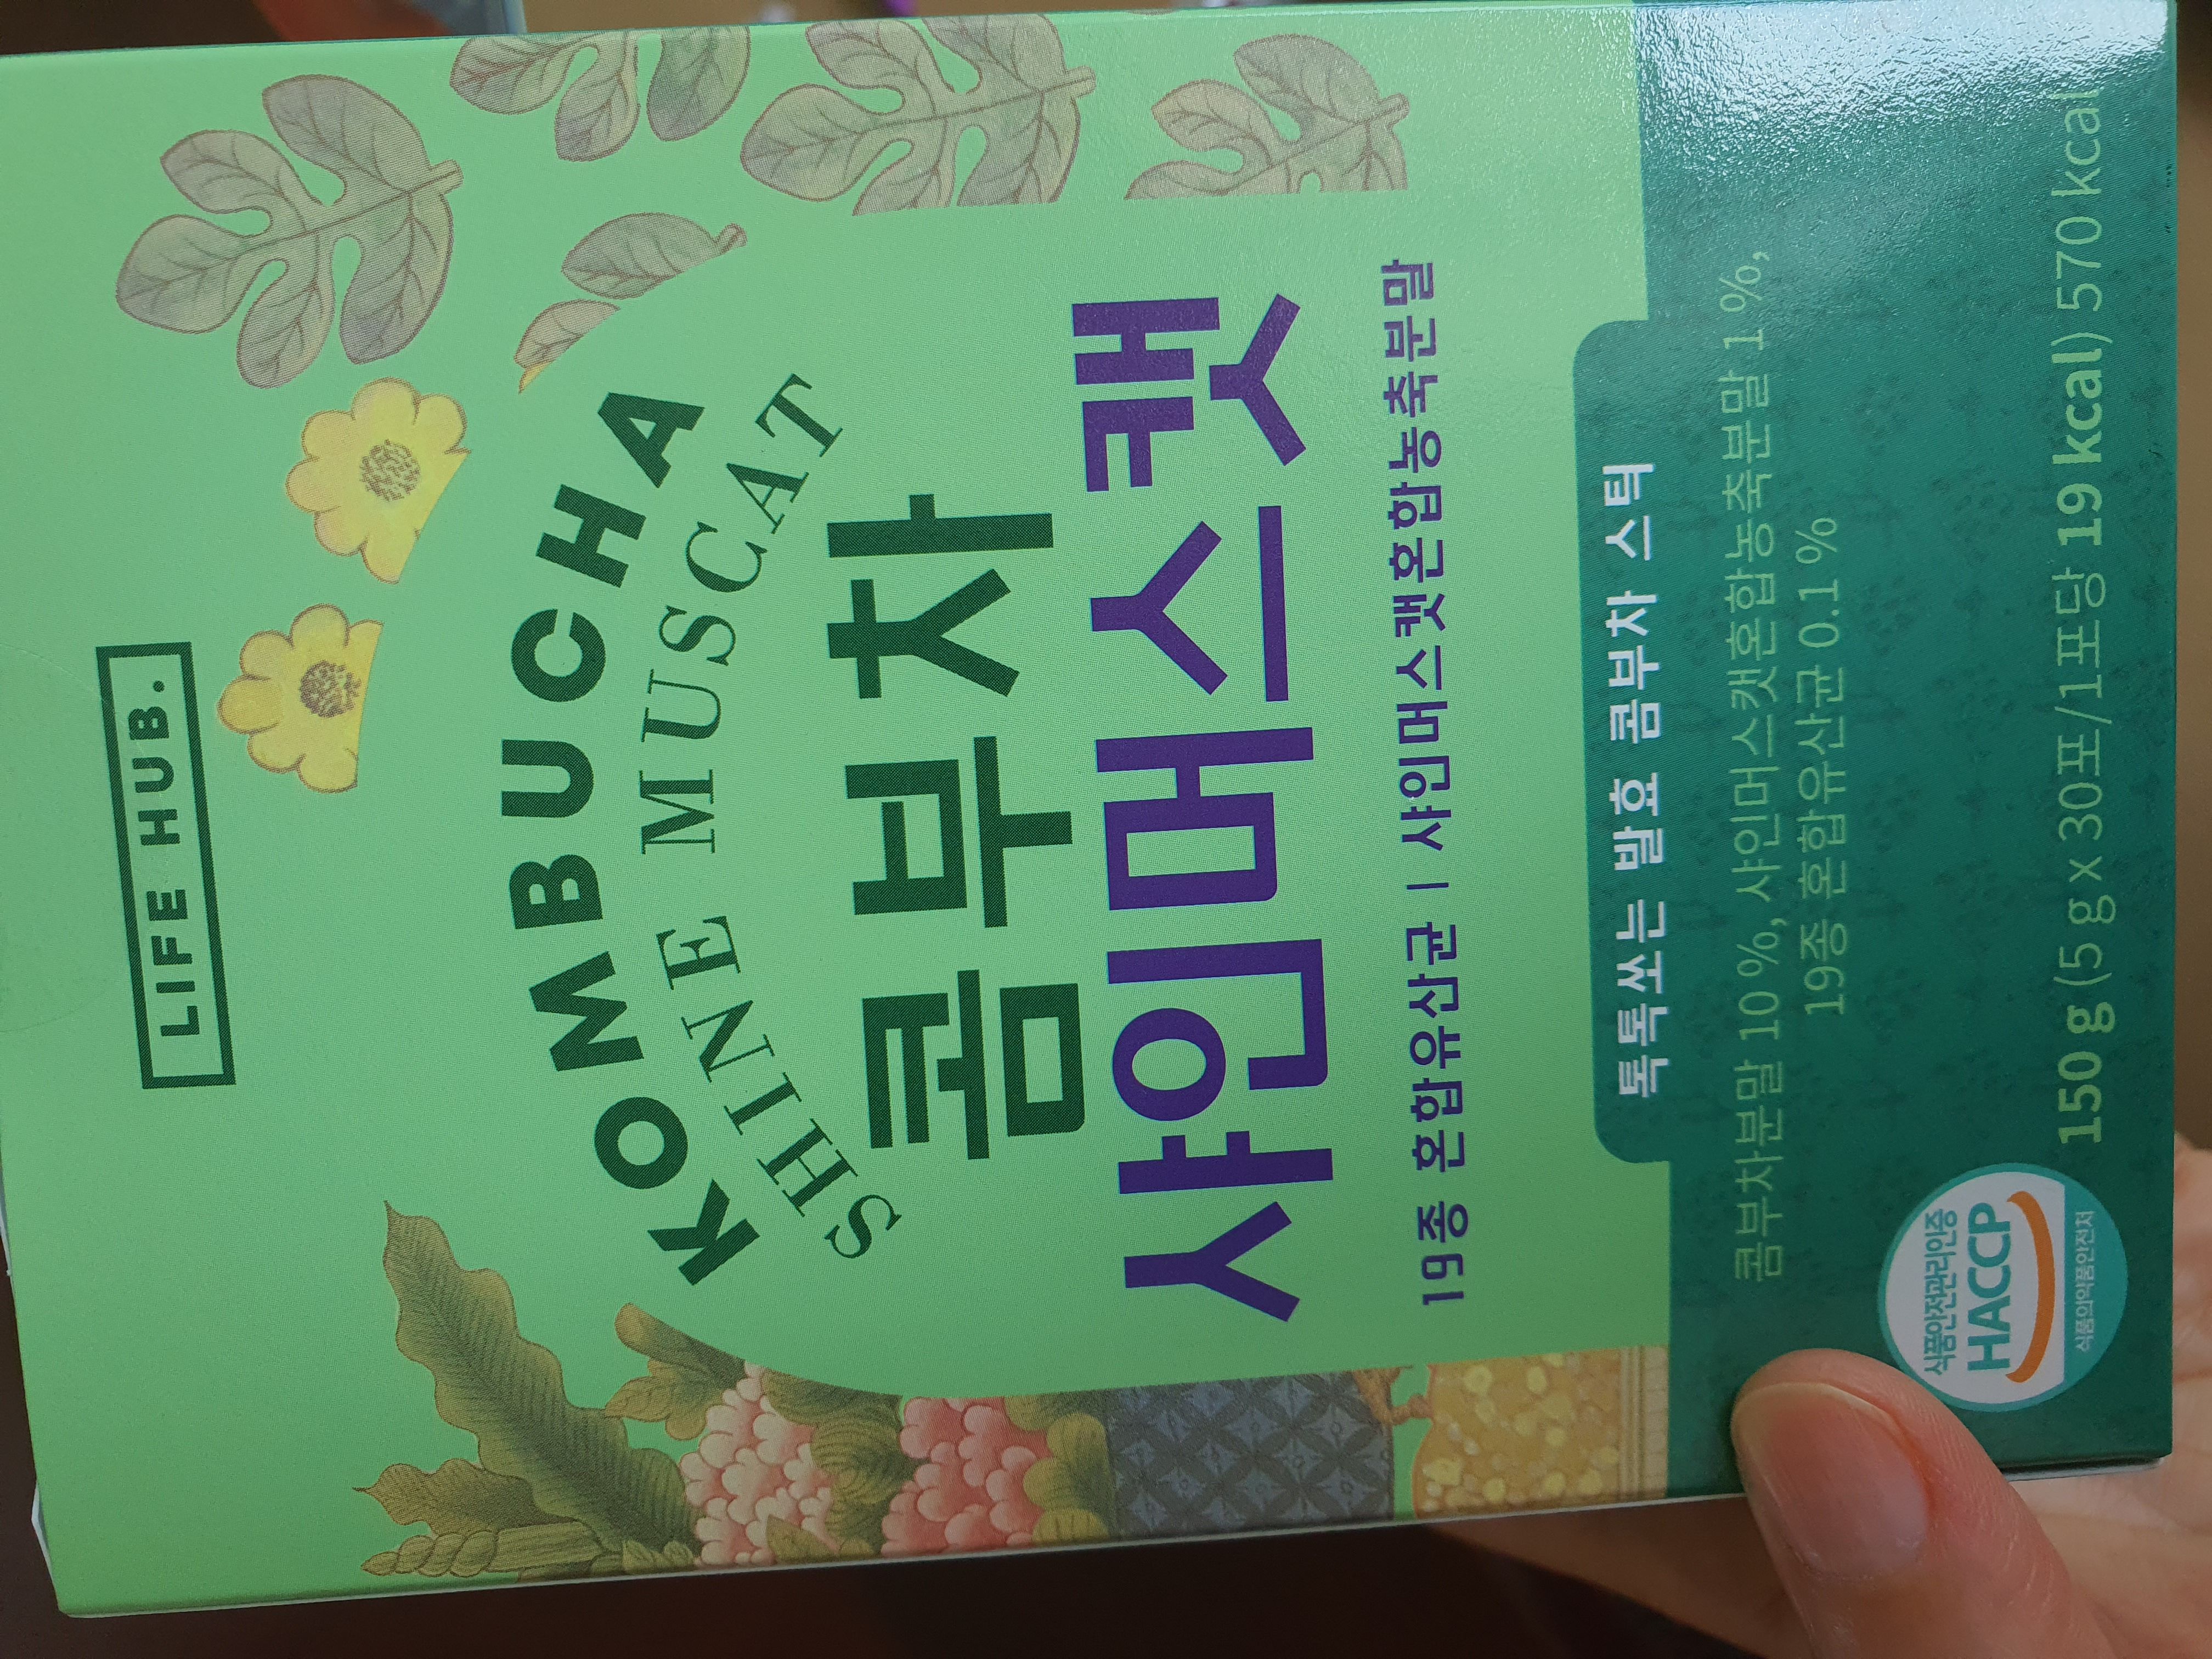 LIFE HUB.
KOMBUCHA
SHINE MUSCAT
콤부차
샤인머스캣
19종 혼합유산균 | 샤인머스캣혼합농축분말
톡톡쏘는 발효 콤부차 스틱
콤부차분말 10 %, 샤인머스캣혼합농축분말 1 %,
19종 혼합유산균 0.1 %
식품안전관리인증
HACCP
식품의약품안전처
150 g (5 g x 30포/1포당 19 kcal) 570 kcal